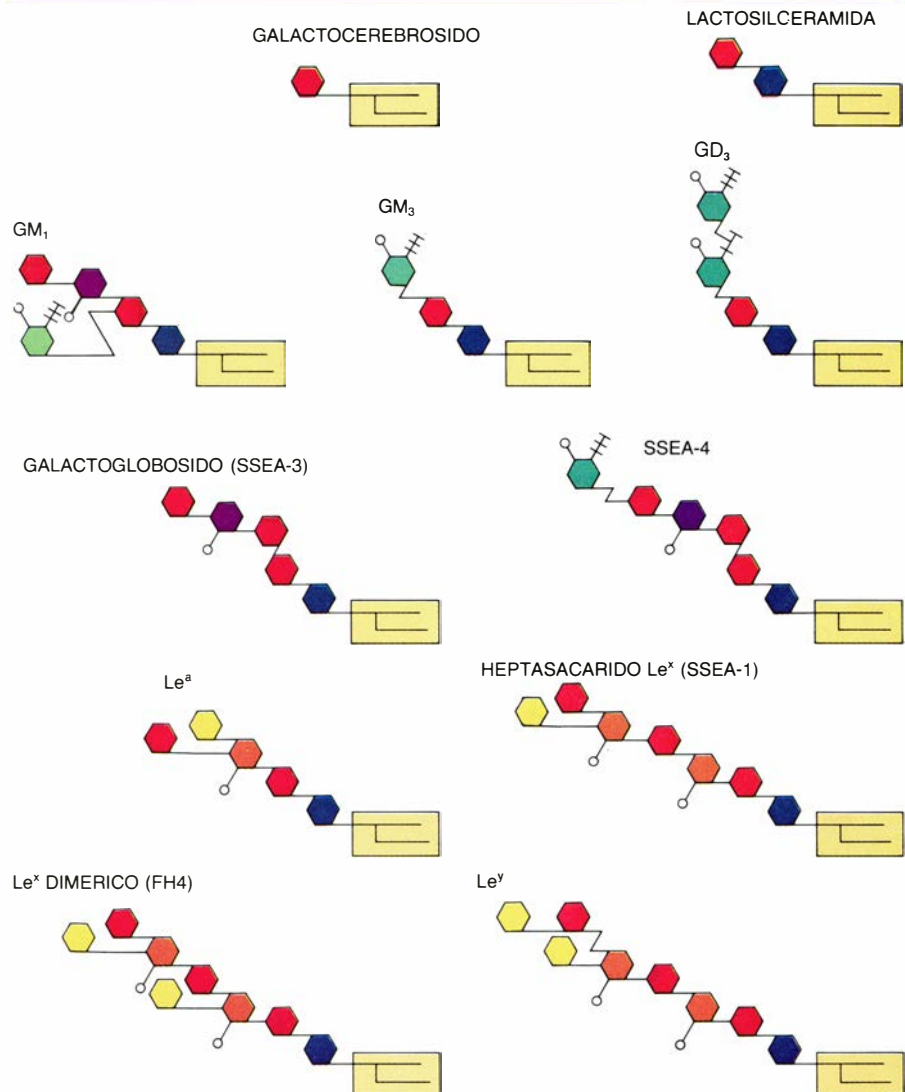 GALACTOCEREBROSIDO
LACTOSILCERAMIDA
GM₁
GM₃
GD₃
GALACTOGLOBOSIDO (SSEA-3)
SSEA-4
Leᵃ
HEPTASACARIDO Leˣ (SSEA-1)
Leˣ DIMERICO (FH4)
Leʸ